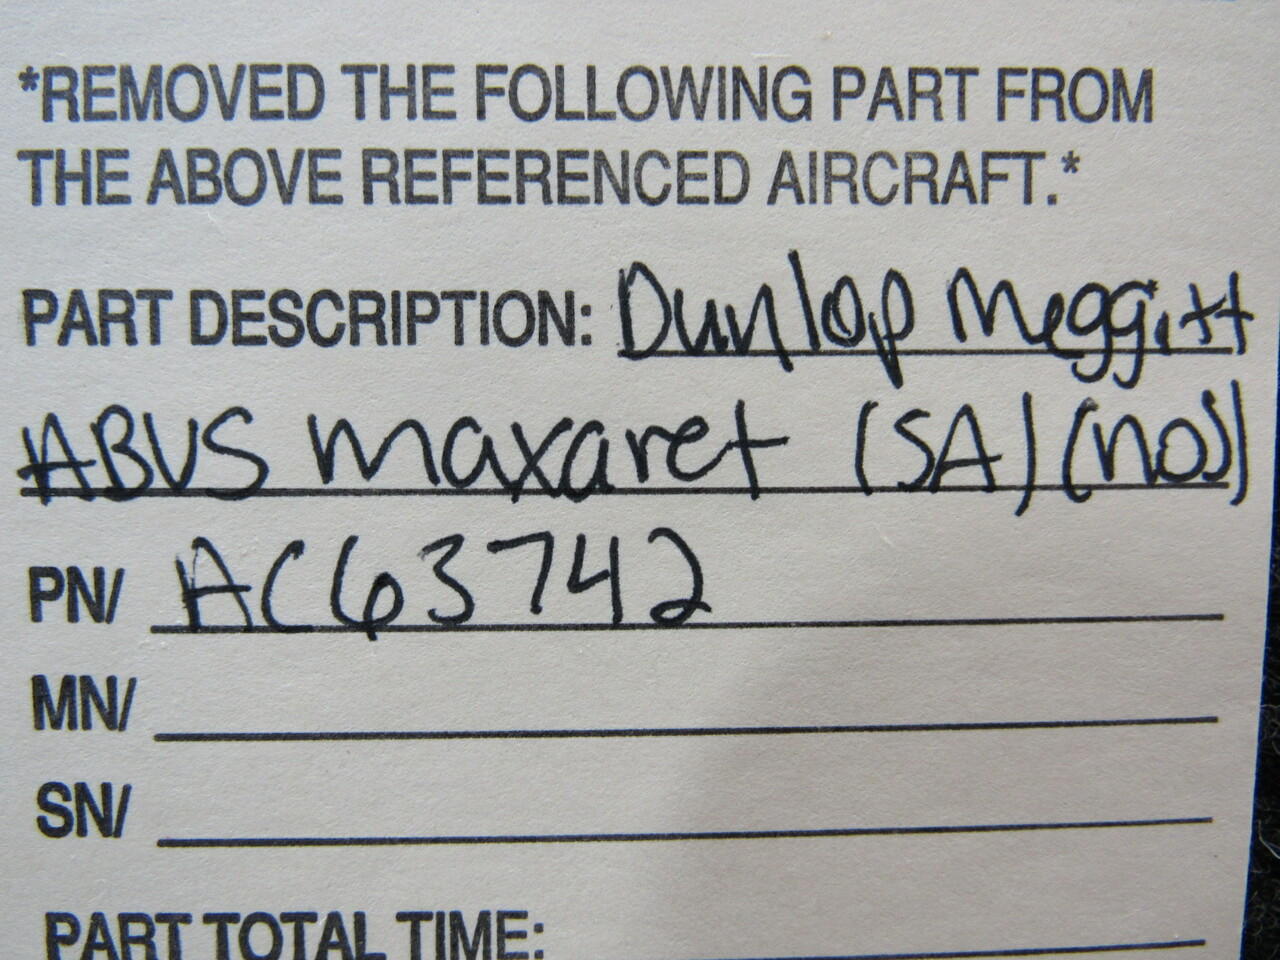 *REMOVED THE FOLLOWING PART FROM
THE ABOVE REFERENCED AIRCRAFT.*
PART DESCRIPTION: Dunlop Meggitt
ABUS maxaret (SA) (NOS)
PN/ AC63742
MN/
SN/
PART TOTAL TIME: